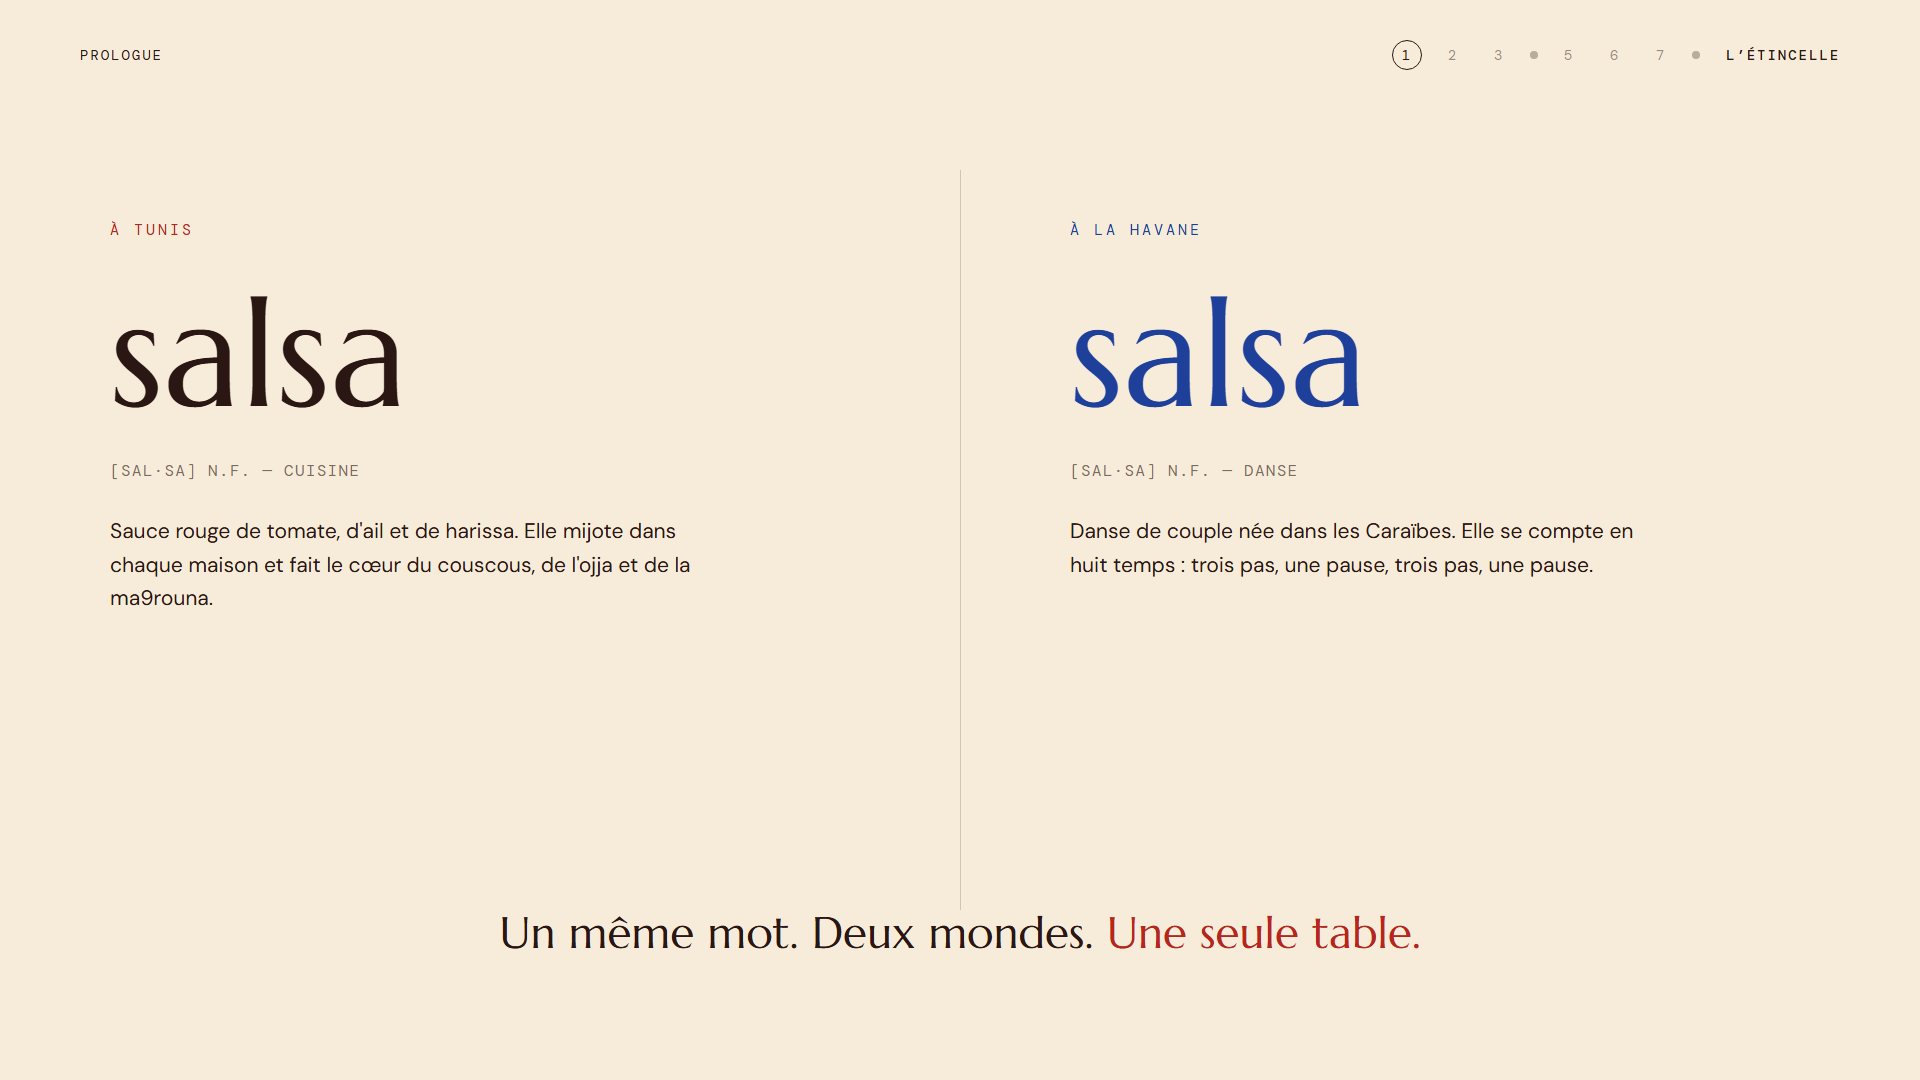 PROLOGUE
1 2 3 • 5 6 7 • L’ÉTINCELLE
À TUNIS
salsa
[SAL·SA] N.F. — CUISINE
Sauce rouge de tomate, d'ail et de harissa. Elle mijote dans
chaque maison et fait le cœur du couscous, de l'ojja et de la
ma9rouna.
À LA HAVANE
salsa
[SAL·SA] N.F. — DANSE
Danse de couple née dans les Caraïbes. Elle se compte en
huit temps : trois pas, une pause, trois pas, une pause.
Un même mot. Deux mondes. Une seule table.